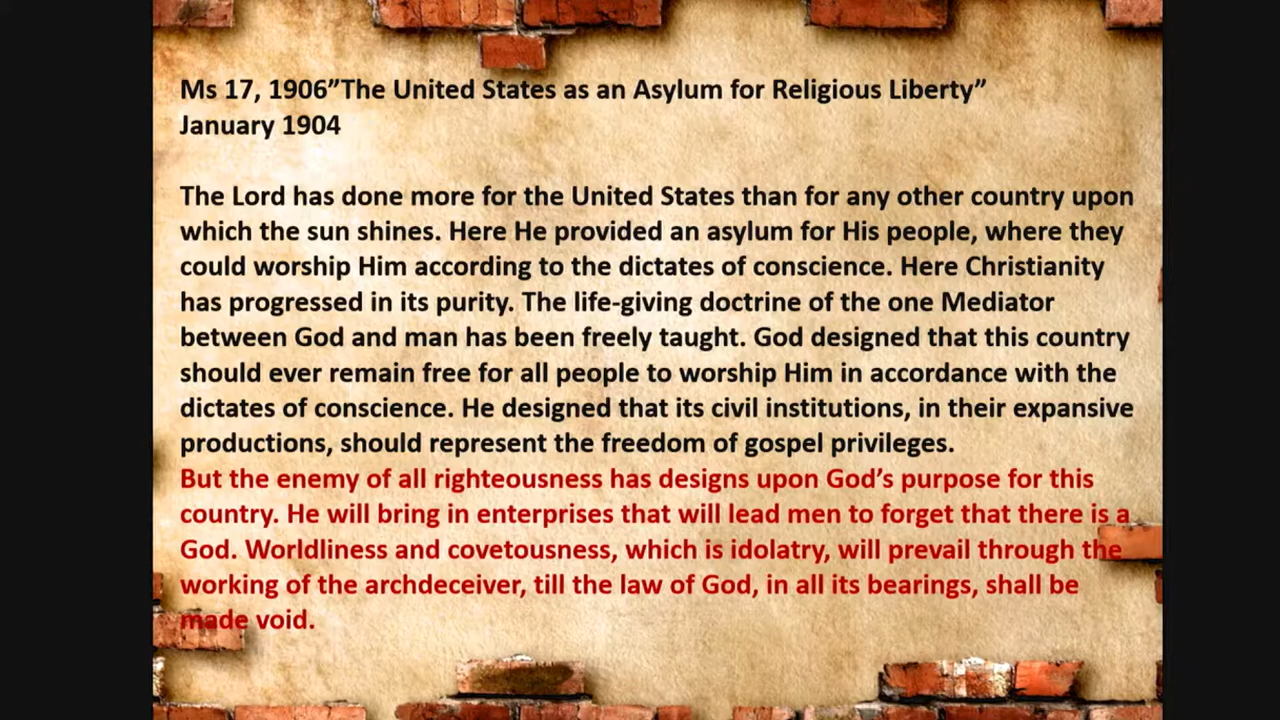 Ms 17, 1906”The United States as an Asylum for Religious Liberty”
January 1904
The Lord has done more for the United States than for any other country upon
which the sun shines. Here He provided an asylum for His people, where they
could worship Him according to the dictates of conscience. Here Christianity
has progressed in its purity. The life-giving doctrine of the one Mediator
between God and man has been freely taught. God designed that this country
should ever remain free for all people to worship Him in accordance with the
dictates of conscience. He designed that its civil institutions, in their expansive
productions, should represent the freedom of gospel privileges.
But the enemy of all righteousness has designs upon God’s purpose for this
country. He will bring in enterprises that will lead men to forget that there is a
God. Worldliness and covetousness, which is idolatry, will prevail through the
working of the archdeceiver, till the law of God, in all its bearings, shall be
made void.